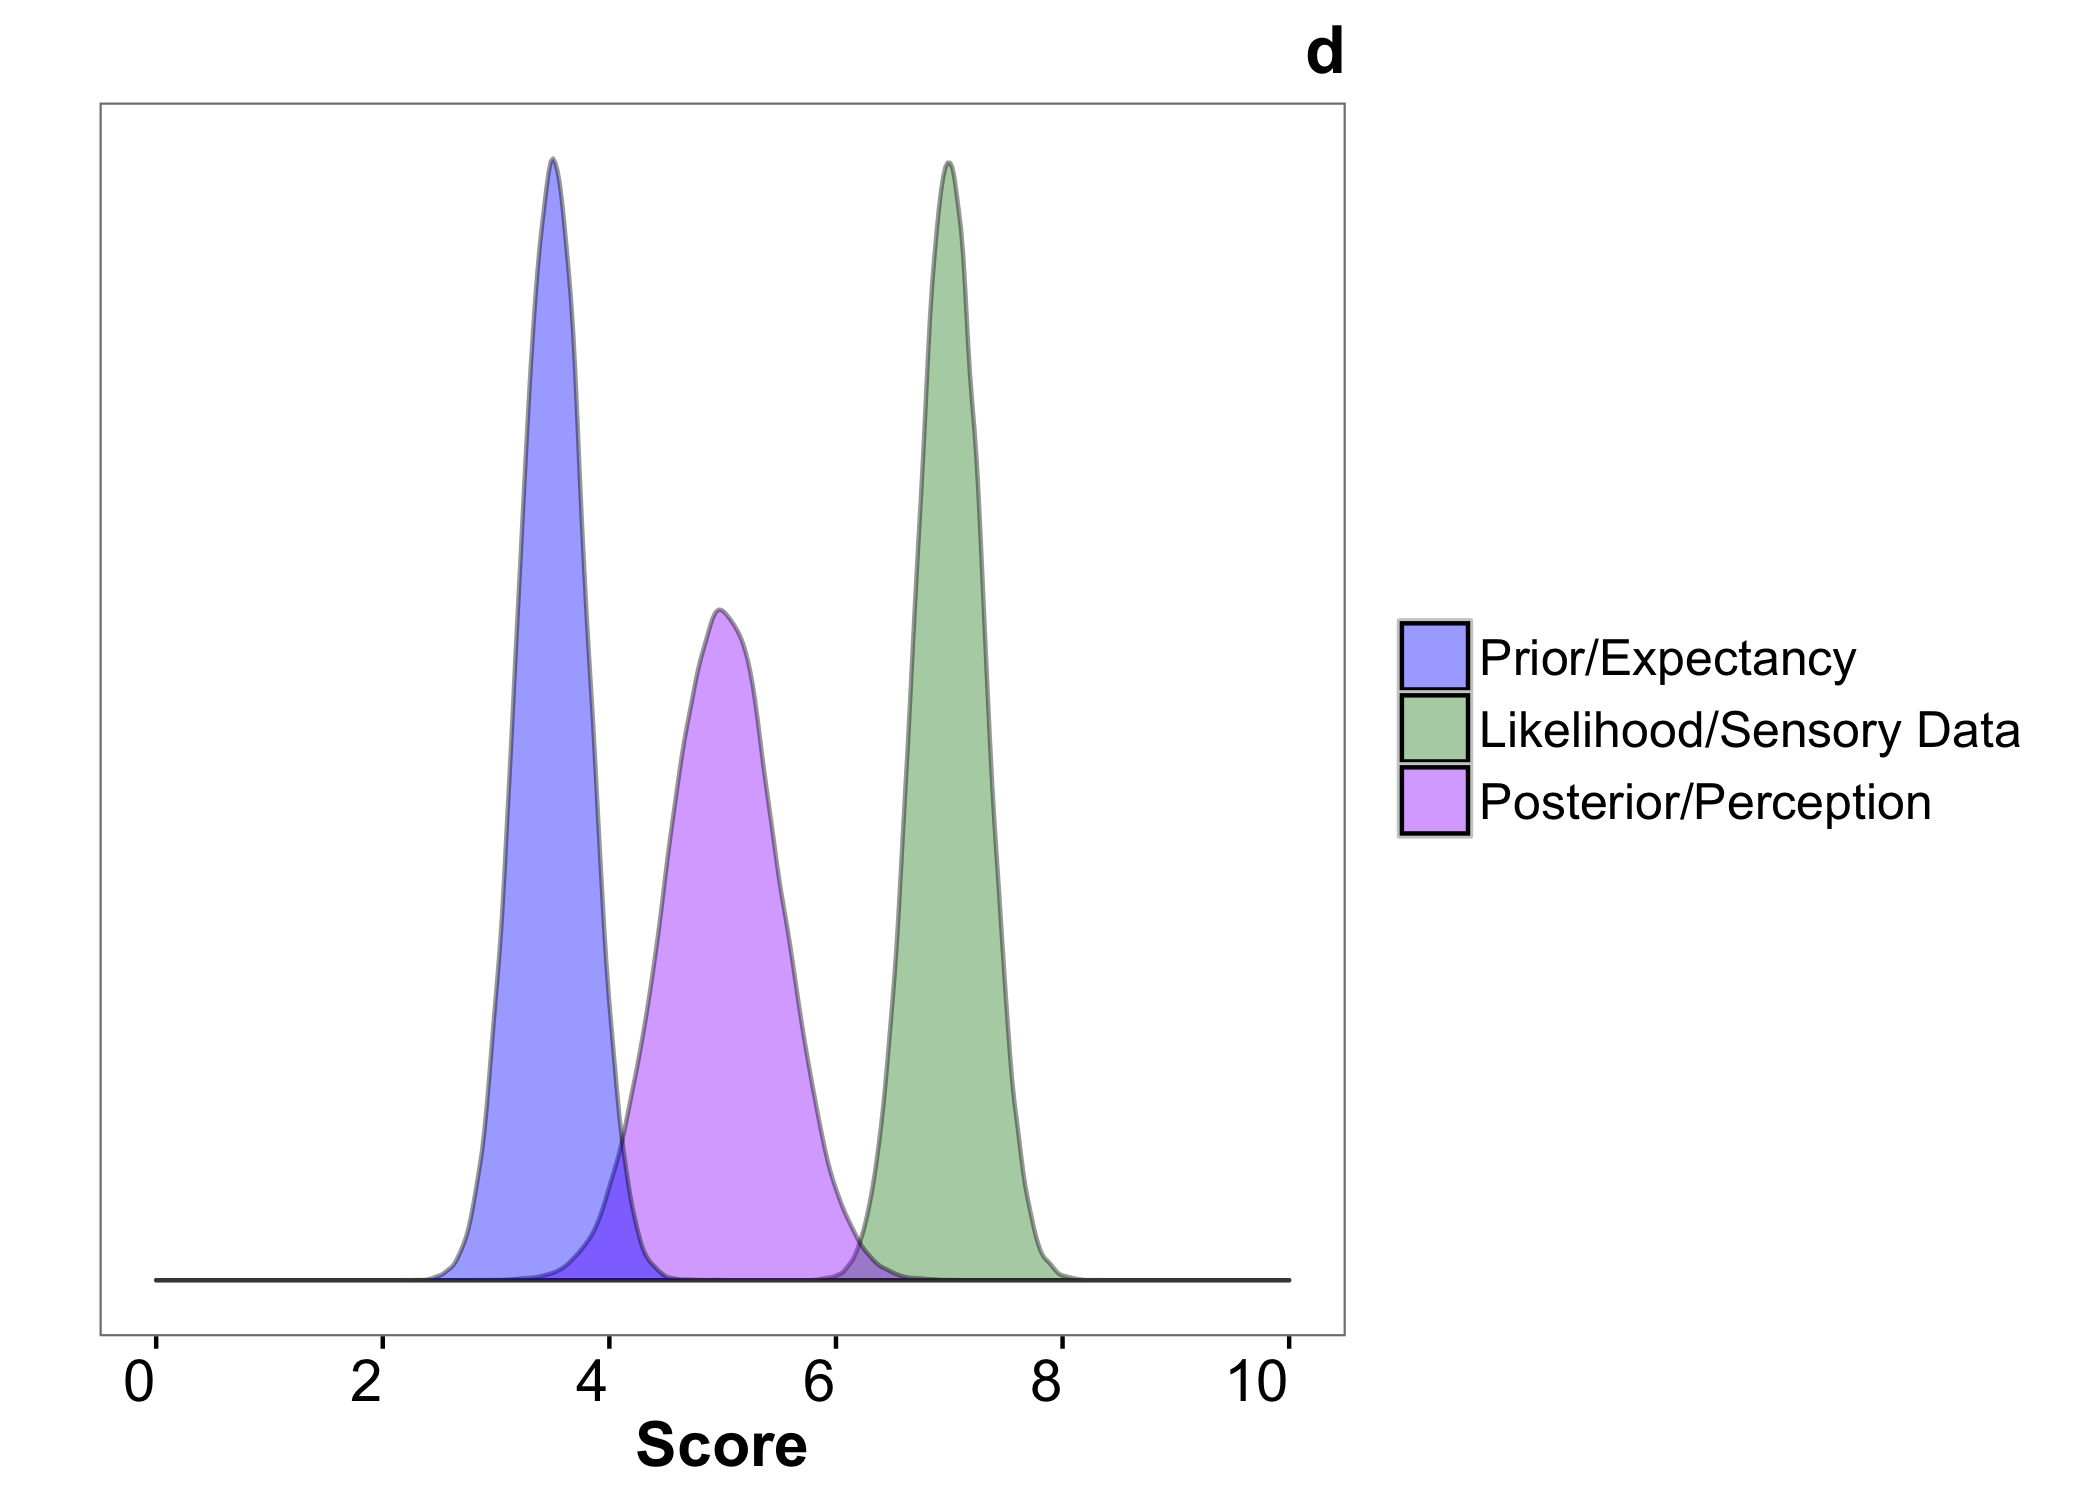 d
Prior/Expectancy
Likelihood/Sensory Data
Posterior/Perception
0 2 4 6 8 10
Score